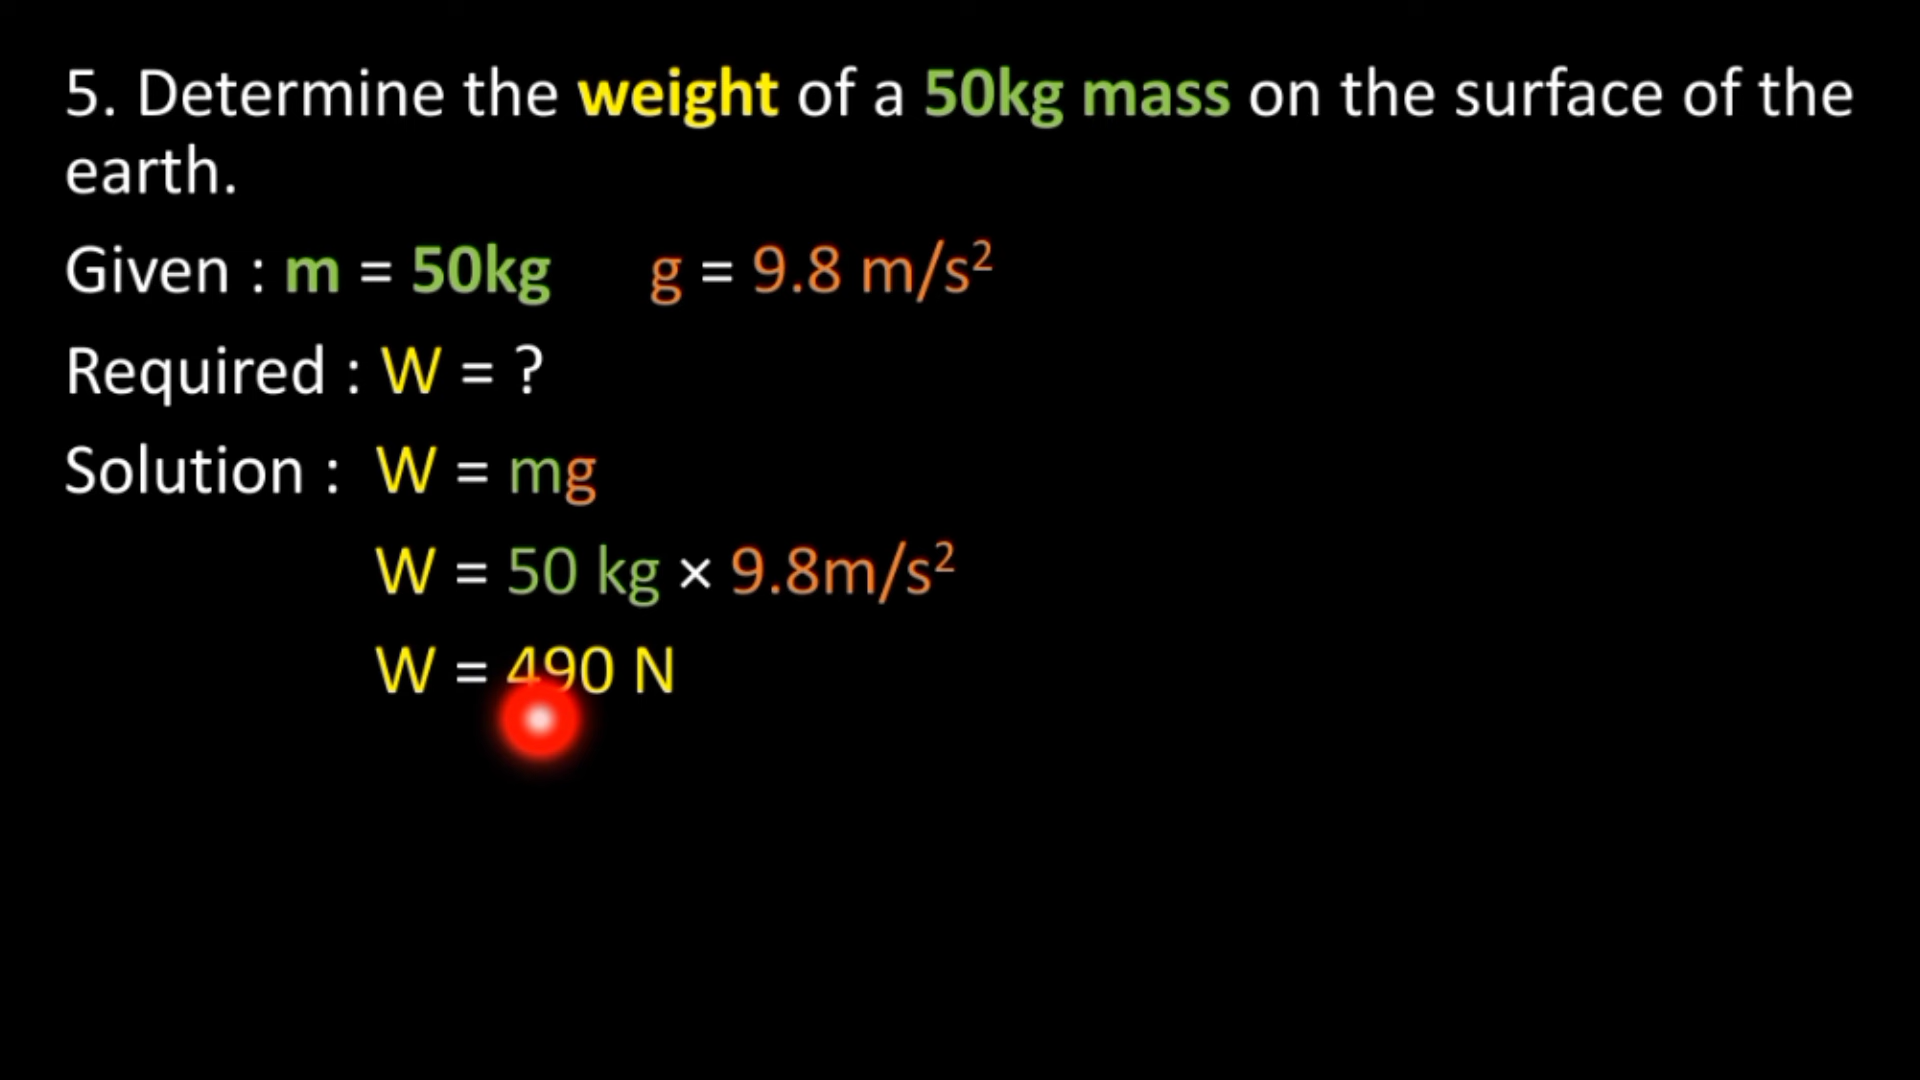 5. Determine the weight of a 50kg mass on the surface of the
earth.
Given : m = 50kg g = 9.8 m/s²
Required : W = ?
Solution : W = mg
W = 50 kg × 9.8m/s²
W = 490 N